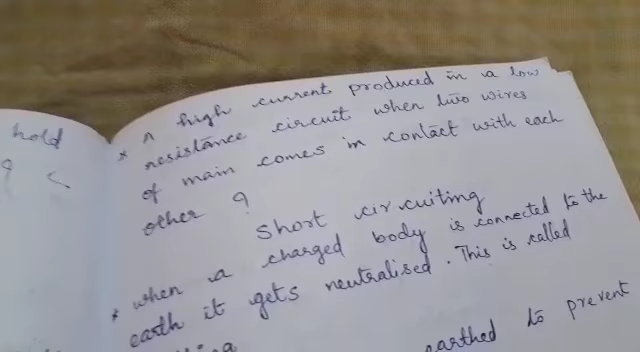 hold
?
* A high current produced in a low
resistance circuit when two wires
of main comes in contact with each
other ?
Short circuiting
* when a charged body is connected to the
earth it gets neutralised. This is called
earthed to prevent